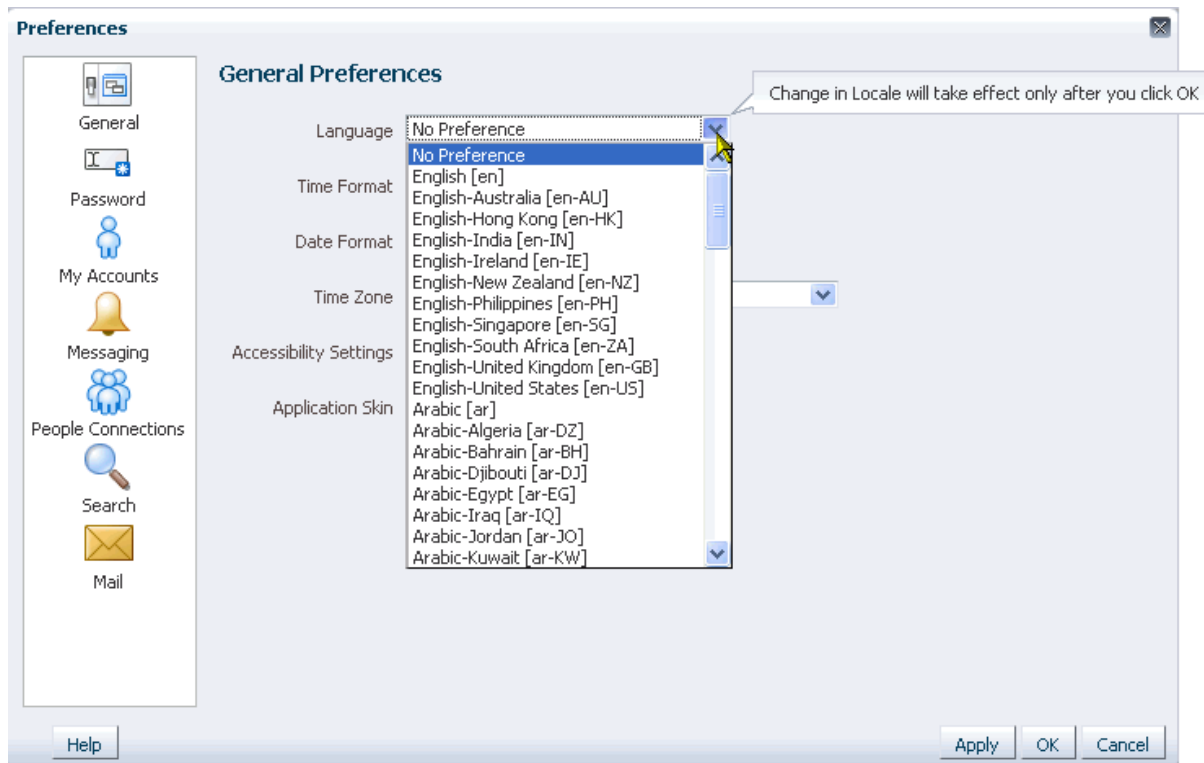 Preferences
General
Password
My Accounts
Messaging
People Connections
Search
Mail
General Preferences
Change in Locale will take effect only after you click OK
Language
No Preference
No Preference
English [en]
English-Australia [en-AU]
English-Hong Kong [en-HK]
English-India [en-IN]
English-Ireland [en-IE]
English-New Zealand [en-NZ]
English-Philippines [en-PH]
English-Singapore [en-SG]
English-South Africa [en-ZA]
English-United Kingdom [en-GB]
English-United States [en-US]
Arabic [ar]
Arabic-Algeria [ar-DZ]
Arabic-Bahrain [ar-BH]
Arabic-Djibouti [ar-DJ]
Arabic-Egypt [ar-EG]
Arabic-Iraq [ar-IQ]
Arabic-Jordan [ar-JO]
Arabic-Kuwait [ar-KW]
Time Format
Date Format
Time Zone
Accessibility Settings
Application Skin
Help
Apply
OK
Cancel